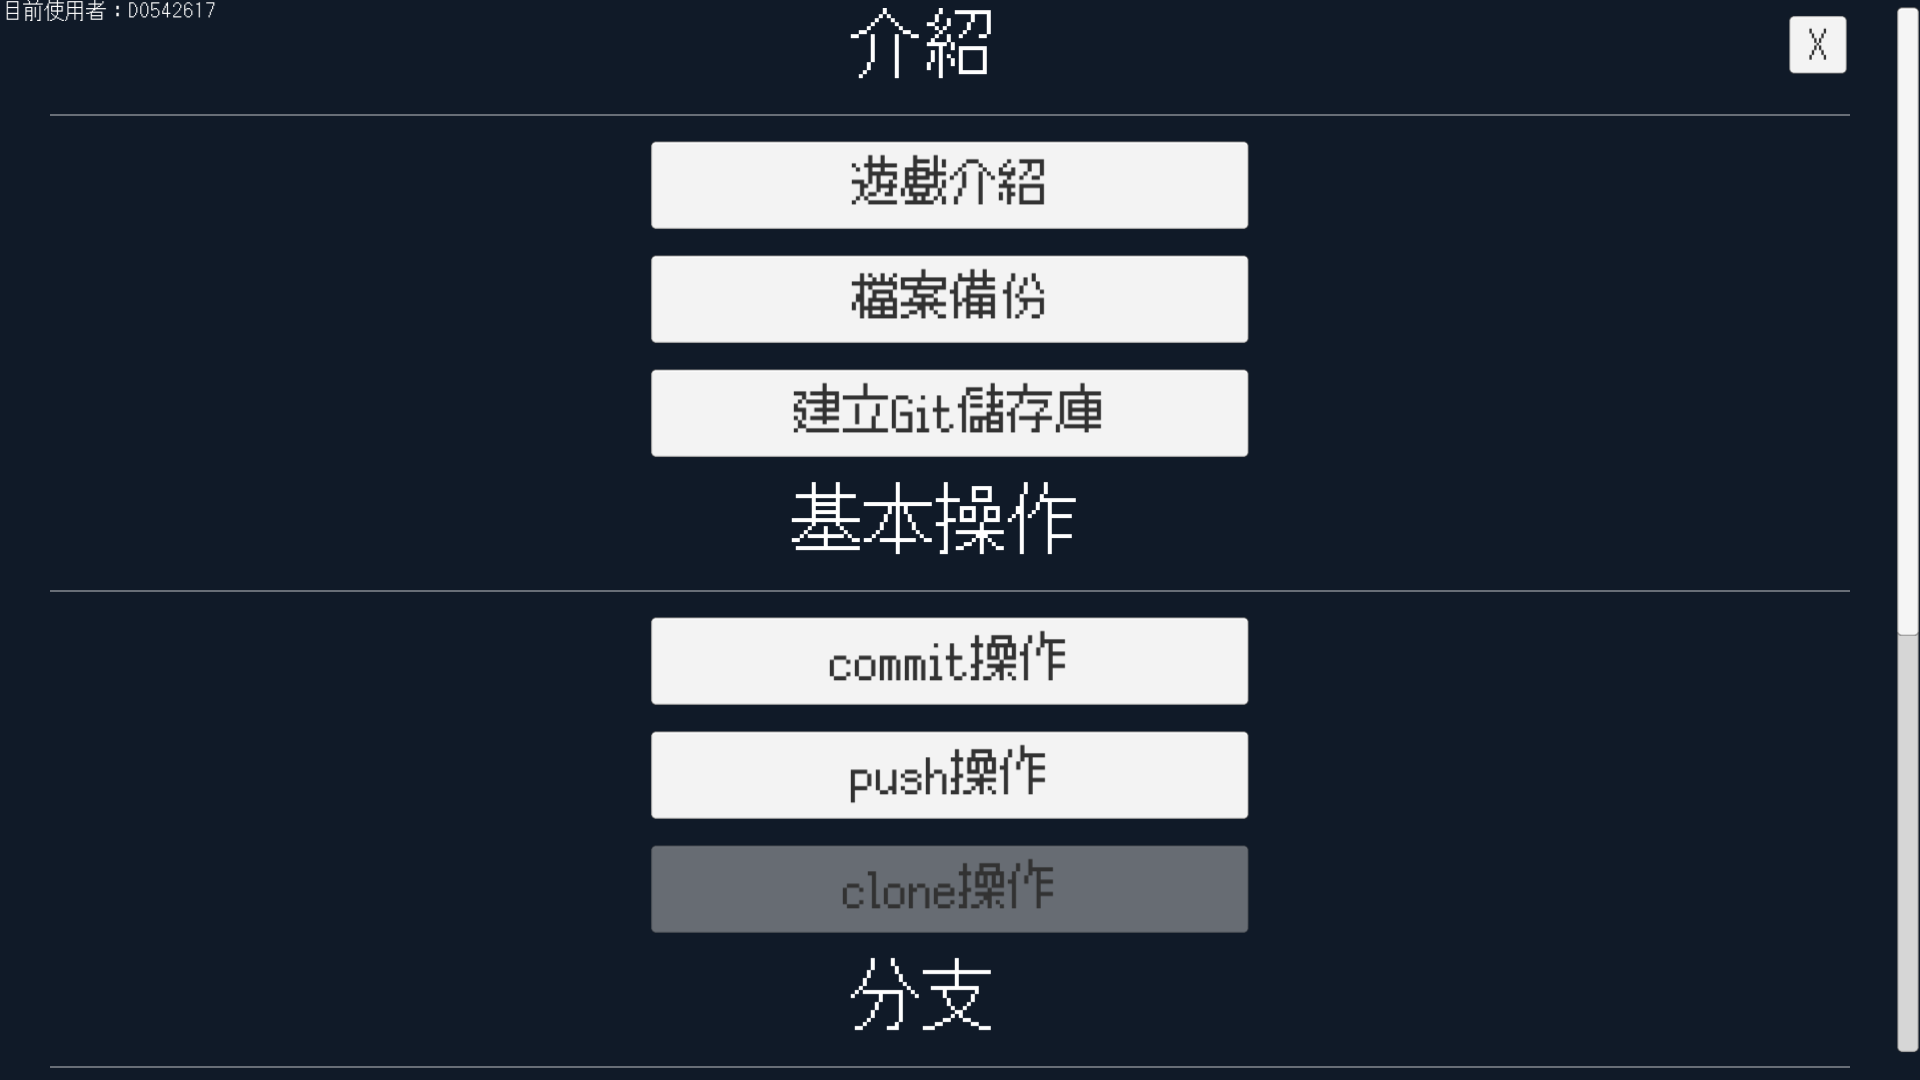 目前使用者：D0542617
介紹
X
遊戲介紹
檔案備份
建立Git儲存庫
基本操作
commit操作
push操作
clone操作
分支